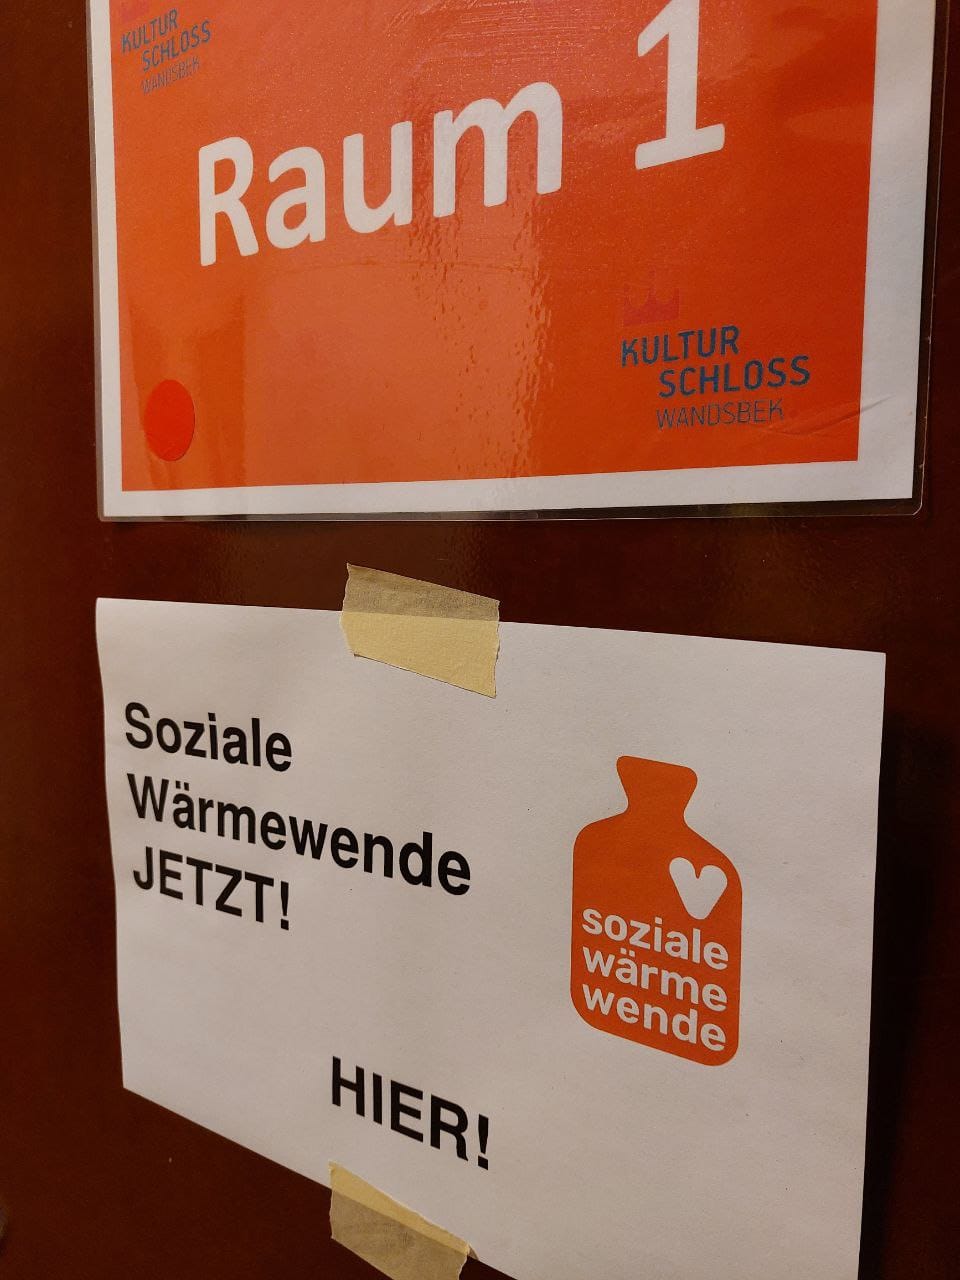 KULTUR
SCHLOSS
WANDSBEK
Raum 1
KULTUR
SCHLOSS
WANDSBEK
Soziale
Wärmewende
JETZT!
soziale
wärme
wende
HIER!